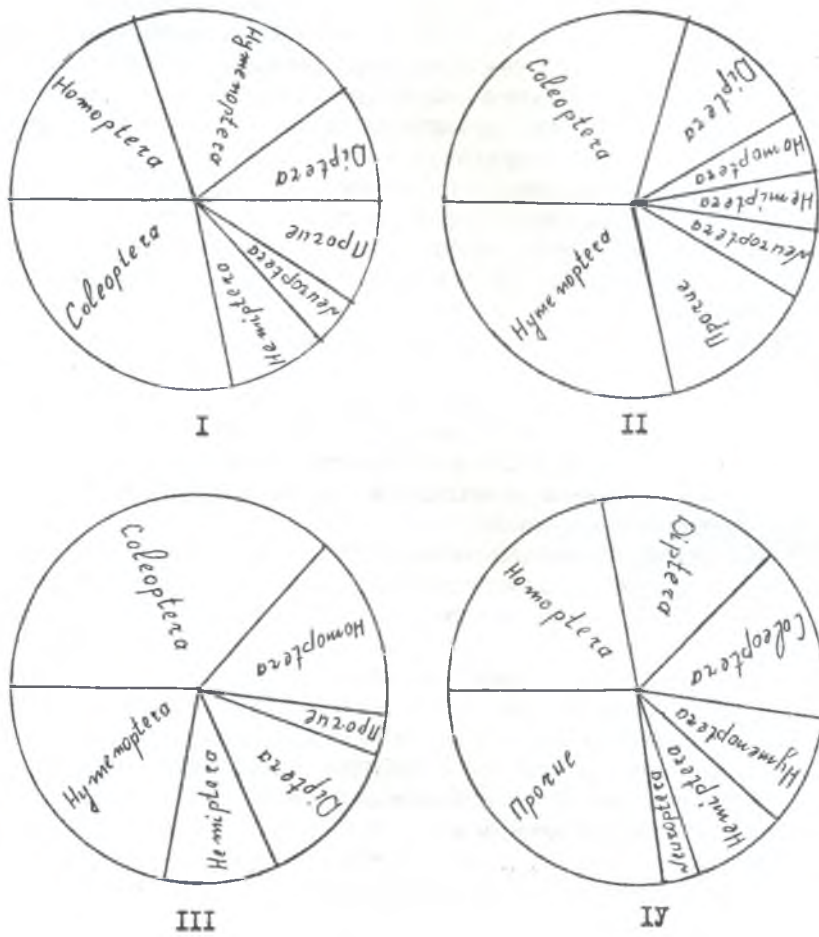 Homoptera
Hymenoptera
Diptera
Прочие
Neuroptera
Hemiptera
Coleoptera
I
Coleoptera
Diptera
Homoptera
Hemiptera
Neuroptera
Прочие
Hymenoptera
II
Coleoptera
Homoptera
Прочие
Diptera
Hemiptera
Hymenoptera
III
Homoptera
Diptera
Coleoptera
Hymenoptera
Hemiptera
Neuroptera
Прочие
IУ